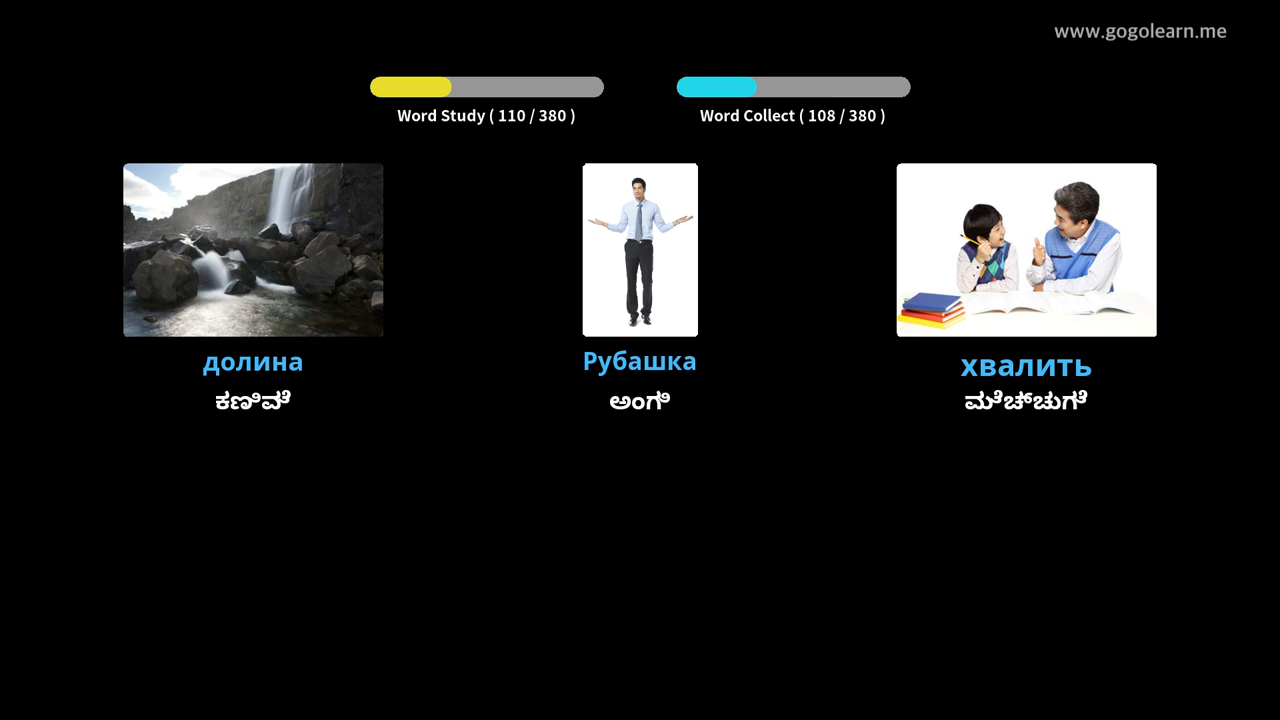 www.gogolearn.me
Word Study ( 110 / 380 )
Word Collect ( 108 / 380 )
долина
Рубашка
хвалить
ಕಣಿವೆ
ಅಂಗಿ
ಮೆಚ್ಚುಗೆ